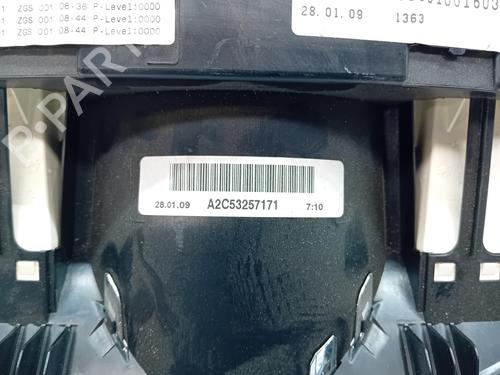 ZGS 001 08-36 P-Level:0000
ZGS 001 08-44 P-Level:0000
ZGS 001 08-44 P-Level:0000
28.01.09 1363
28.01.09 A2C53257171 7:10